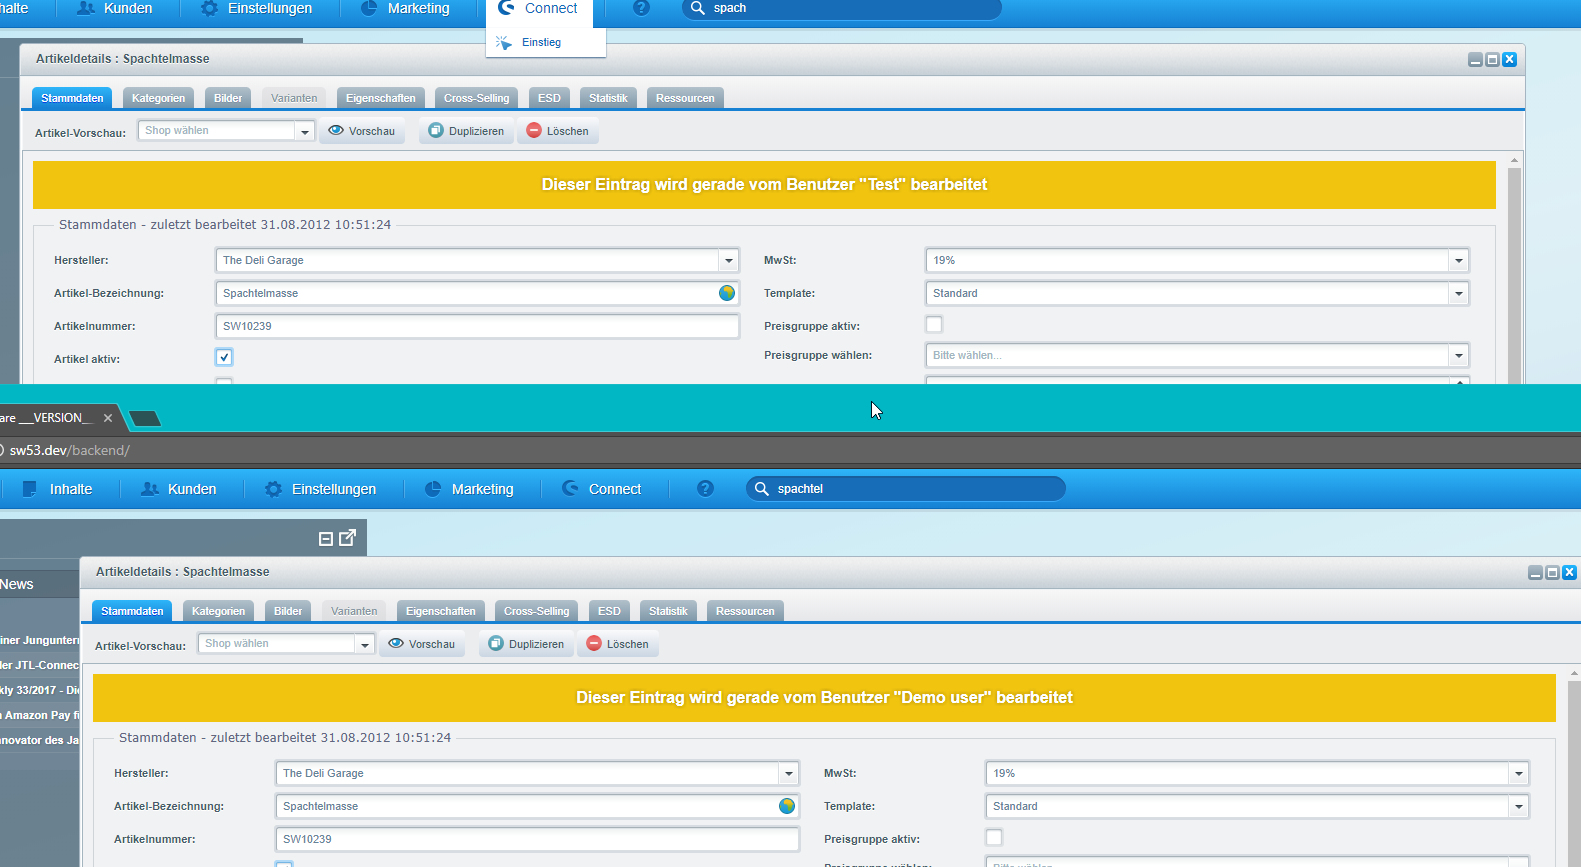 halte Kunden Einstellungen Marketing Connect ? spach
Einstieg
Artikeldetails : Spachtelmasse
Stammdaten Kategorien Bilder Varianten Eigenschaften Cross-Selling ESD Statistik Ressourcen
Artikel-Vorschau: Shop wählen Vorschau Duplizieren Löschen
Dieser Eintrag wird gerade vom Benutzer "Test" bearbeitet
Stammdaten - zuletzt bearbeitet 31.08.2012 10:51:24
Hersteller: The Deli Garage MwSt: 19%
Artikel-Bezeichnung: Spachtelmasse Template: Standard
Artikelnummer: SW10239 Preisgruppe aktiv:
Artikel aktiv: Preisgruppe wählen: Bitte wählen...
are __VERSION__
sw53.dev/backend/
Inhalte Kunden Einstellungen Marketing Connect ? spachtel
Artikeldetails : Spachtelmasse
News
Stammdaten Kategorien Bilder Varianten Eigenschaften Cross-Selling ESD Statistik Ressourcen
iner Jungunter
Artikel-Vorschau: Shop wählen Vorschau Duplizieren Löschen
der JTL-Connec
kly 33/2017 - Di
Dieser Eintrag wird gerade vom Benutzer "Demo user" bearbeitet
Amazon Pay f
nnovator des Ja
Stammdaten - zuletzt bearbeitet 31.08.2012 10:51:24
Hersteller: The Deli Garage MwSt: 19%
Artikel-Bezeichnung: Spachtelmasse Template: Standard
Artikelnummer: SW10239 Preisgruppe aktiv:
Preisgruppe wählen: Bitte wählen